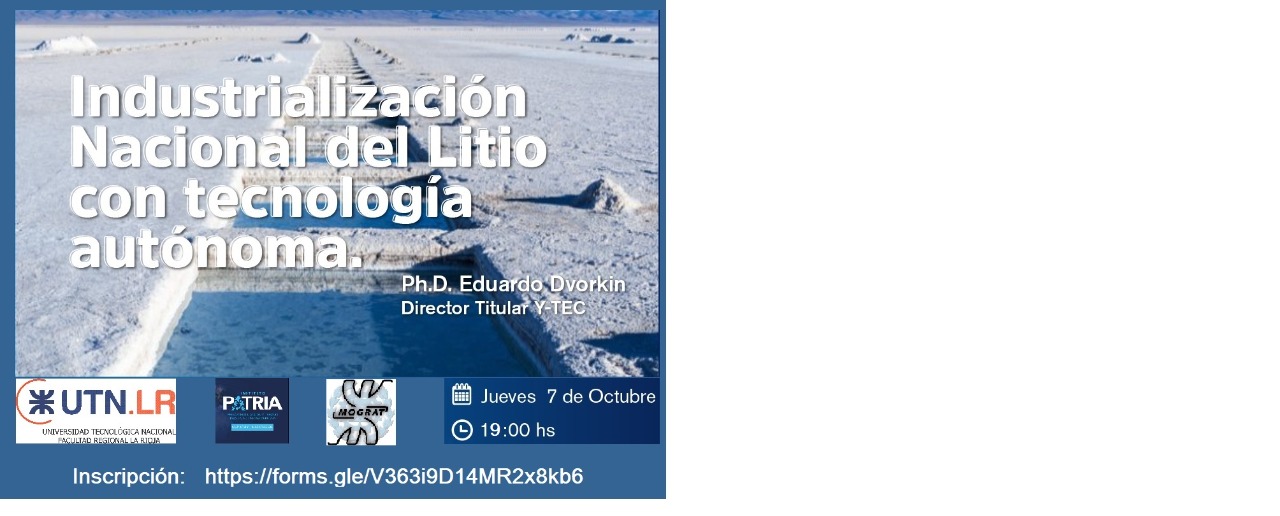 Industrialización
Nacional del Litio
con tecnología
autónoma.
Ph.D. Eduardo Dvorkin
Director Titular Y-TEC
UTN.LR
UNIVERSIDAD TECNOLÓGICA NACIONAL
FACULTAD REGIONAL LA RIOJA
INSTITUTO
PATRIA
MOGRAT
Jueves 7 de Octubre
19:00 hs
Inscripción: https://forms.gle/V363i9D14MR2x8kb6